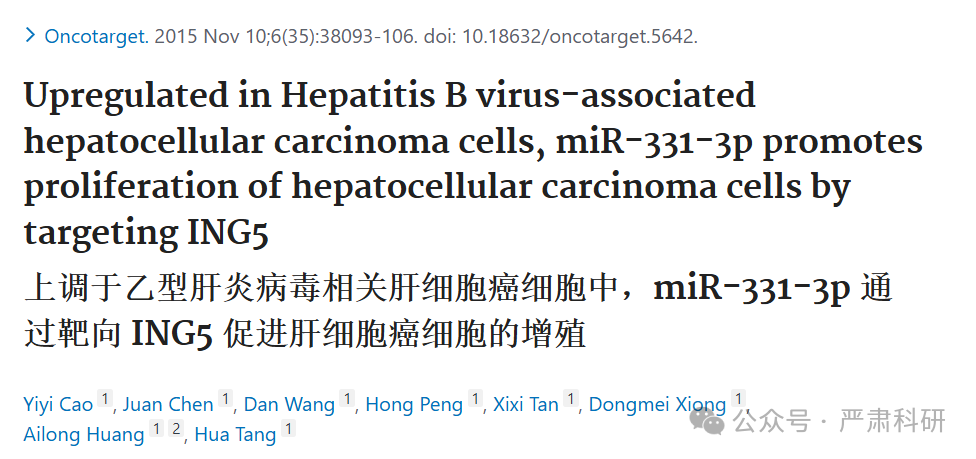 Oncotarget. 2015 Nov 10;6(35):38093-106. doi: 10.18632/oncotarget.5642.
Upregulated in Hepatitis B virus-associated
hepatocellular carcinoma cells, miR-331-3p promotes
proliferation of hepatocellular carcinoma cells by
targeting ING5
上调于乙型肝炎病毒相关肝细胞癌细胞中，miR-331-3p 通
过靶向 ING5 促进肝细胞癌细胞的增殖
Yiyi Cao 1, Juan Chen 1, Dan Wang 1, Hong Peng 1, Xixi Tan 1, Dongmei Xiong 1,
Ailong Huang 1 2, Hua Tang 1
公众号 · 严肃科研